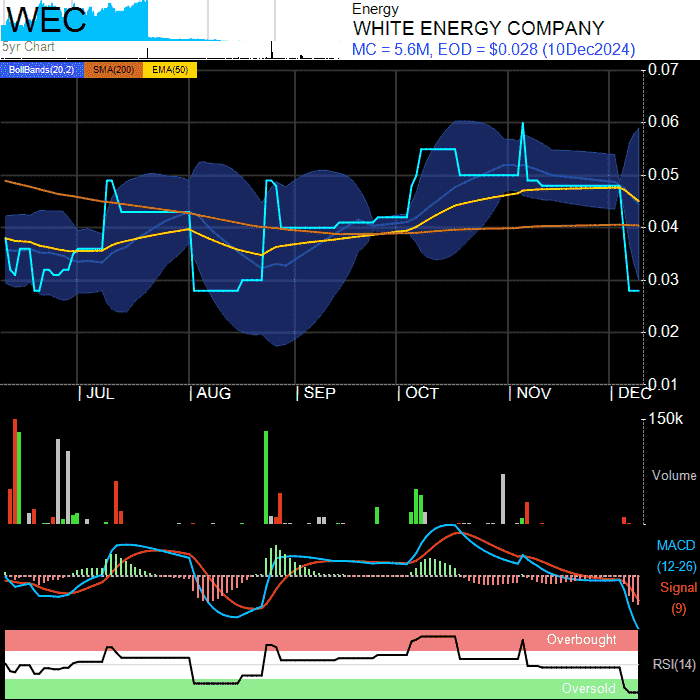 WEC
5yr Chart
Energy
WHITE ENERGY COMPANY
MC = 5.6M, EOD = $0.028 (10Dec2024)
BollBands(20,2) SMA(200) EMA(50)
0.07
0.06
0.05
0.04
0.03
0.02
0.01
| JUL | AUG | SEP | OCT | NOV | DEC
150k
Volume
MACD
(12-26)
Signal
(9)
Overbought
RSI(14)
Oversold